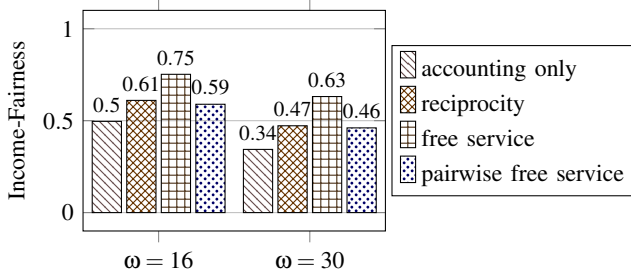 Income-Fairness
1
0.5
0
0.5
0.61
0.75
0.59
0.34
0.47
0.63
0.46
ω = 16
ω = 30
accounting only
reciprocity
free service
pairwise free service